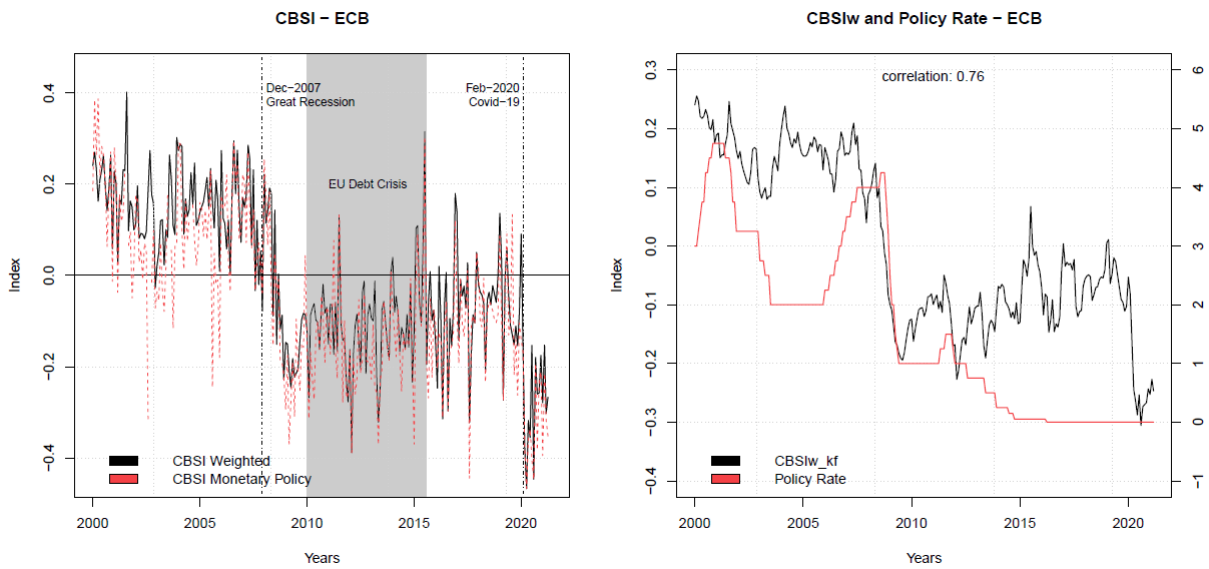 CBSI − ECB
Index
0.4
0.2
0.0
−0.2
−0.4
Dec−2007
Great Recession
Feb−2020
Covid−19
EU Debt Crisis
CBSI Weighted
CBSI Monetary Policy
2000 2005 2010 2015 2020
Years
CBSIw and Policy Rate − ECB
Index
0.3
0.2
0.1
0.0
−0.1
−0.2
−0.3
−0.4
correlation: 0.76
6
5
4
3
2
1
0
−1
CBSIw_kf
Policy Rate
2000 2005 2010 2015 2020
Years